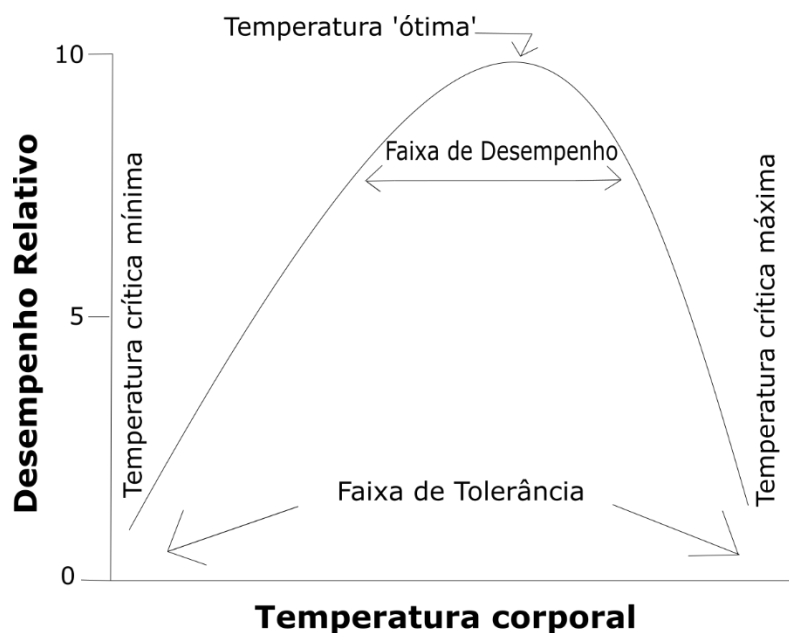 Temperatura 'ótima'
10
Faixa de Desempenho
Desempenho Relativo
Temperatura crítica mínima
Temperatura crítica máxima
5
Faixa de Tolerância
0
Temperatura corporal